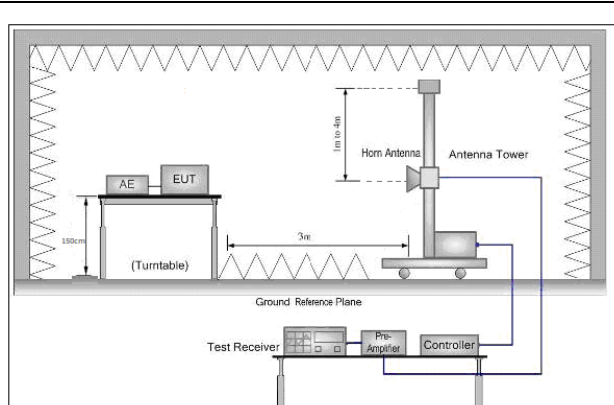 1m to 4m
Horn Antenna
Antenna Tower
AE
EUT
150cm
(Turntable)
3m
Ground Reference Plane
Test Receiver
Pre-
Amplifier
Controller